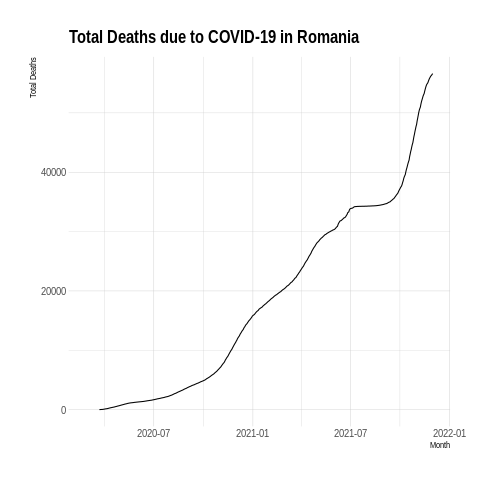 Total Deaths due to COVID-19 in Romania
Total Deaths
40000
20000
0
2020-07 2021-01 2021-07 2022-01
Month